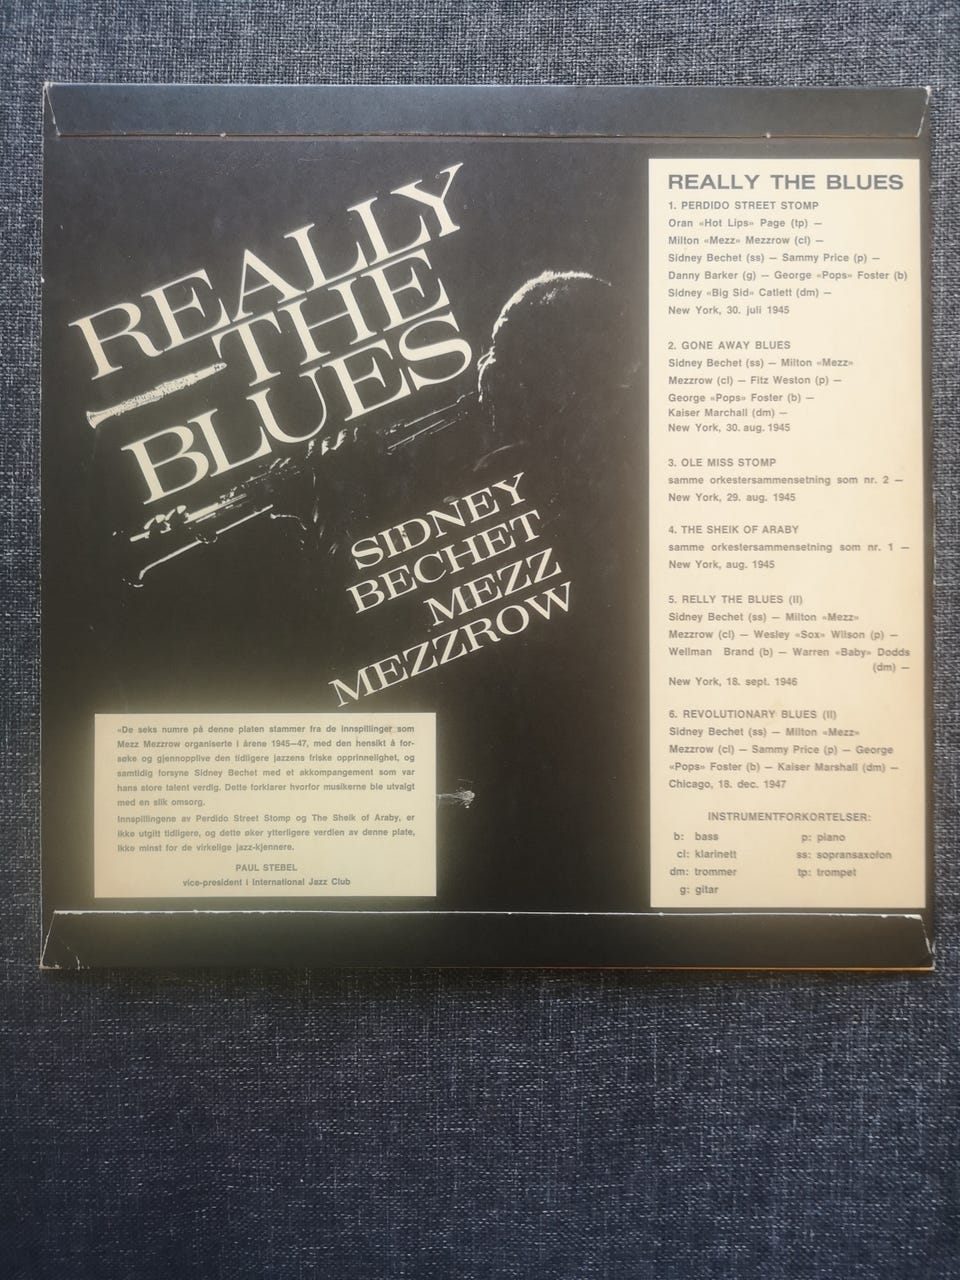 REALLY
THE
BLUES
SIDNEY
BECHET
MEZZ
MEZZROW
«De seks numre på denne platen stammer fra de innspillinger som
Mezz Mezzrow organiserte i årene 1945—47, med den hensikt å for-
søke og gjennopplive den tidligere jazzens friske opprinnelighet, og
samtidig forsyne Sidney Bechet med et akkompagnement som var
hans store talent verdig. Dette forklarer hvorfor musikerne ble utvalgt
med en slik omsorg.
Innspillingene av Perdido Street Stomp og The Sheik of Araby, er
ikke utgitt tidligere, og dette øker ytterligere verdien av denne plate,
ikke minst for de virkelige jazz-kjennere.
PAUL STEBEL
vice-president i International Jazz Club
REALLY THE BLUES
1. PERDIDO STREET STOMP
Oran «Hot Lips» Page (tp) —
Milton «Mezz» Mezzrow (cl) —
Sidney Bechet (ss) — Sammy Price (p) —
Danny Barker (g) — George «Pops» Foster (b)
Sidney «Big Sid» Catlett (dm) —
New York, 30. juli 1945
2. GONE AWAY BLUES
Sidney Bechet (ss) — Milton «Mezz»
Mezzrow (cl) — Fitz Weston (p) —
George «Pops» Foster (b) —
Kaiser Marchall (dm) —
New York, 30. aug. 1945
3. OLE MISS STOMP
samme orkestersammensetning som nr. 2 —
New York, 29. aug. 1945
4. THE SHEIK OF ARABY
samme orkestersammensetning som nr. 1 —
New York, aug. 1945
5. RELLY THE BLUES (II)
Sidney Bechet (ss) — Milton «Mezz»
Mezzrow (cl) — Wesley «Sox» Wilson (p) —
Wellman Brand (b) — Warren «Baby» Dodds
(dm) —
New York, 18. sept. 1946
6. REVOLUTIONARY BLUES (II)
Sidney Bechet (ss) — Milton «Mezz»
Mezzrow (cl) — Sammy Price (p) — George
«Pops» Foster (b) — Kaiser Marshall (dm) —
Chicago, 18. dec. 1947
INSTRUMENTFORKORTELSER:
b: bass p: piano
cl: klarinett ss: sopransaxofon
dm: trommer tp: trompet
g: gitar